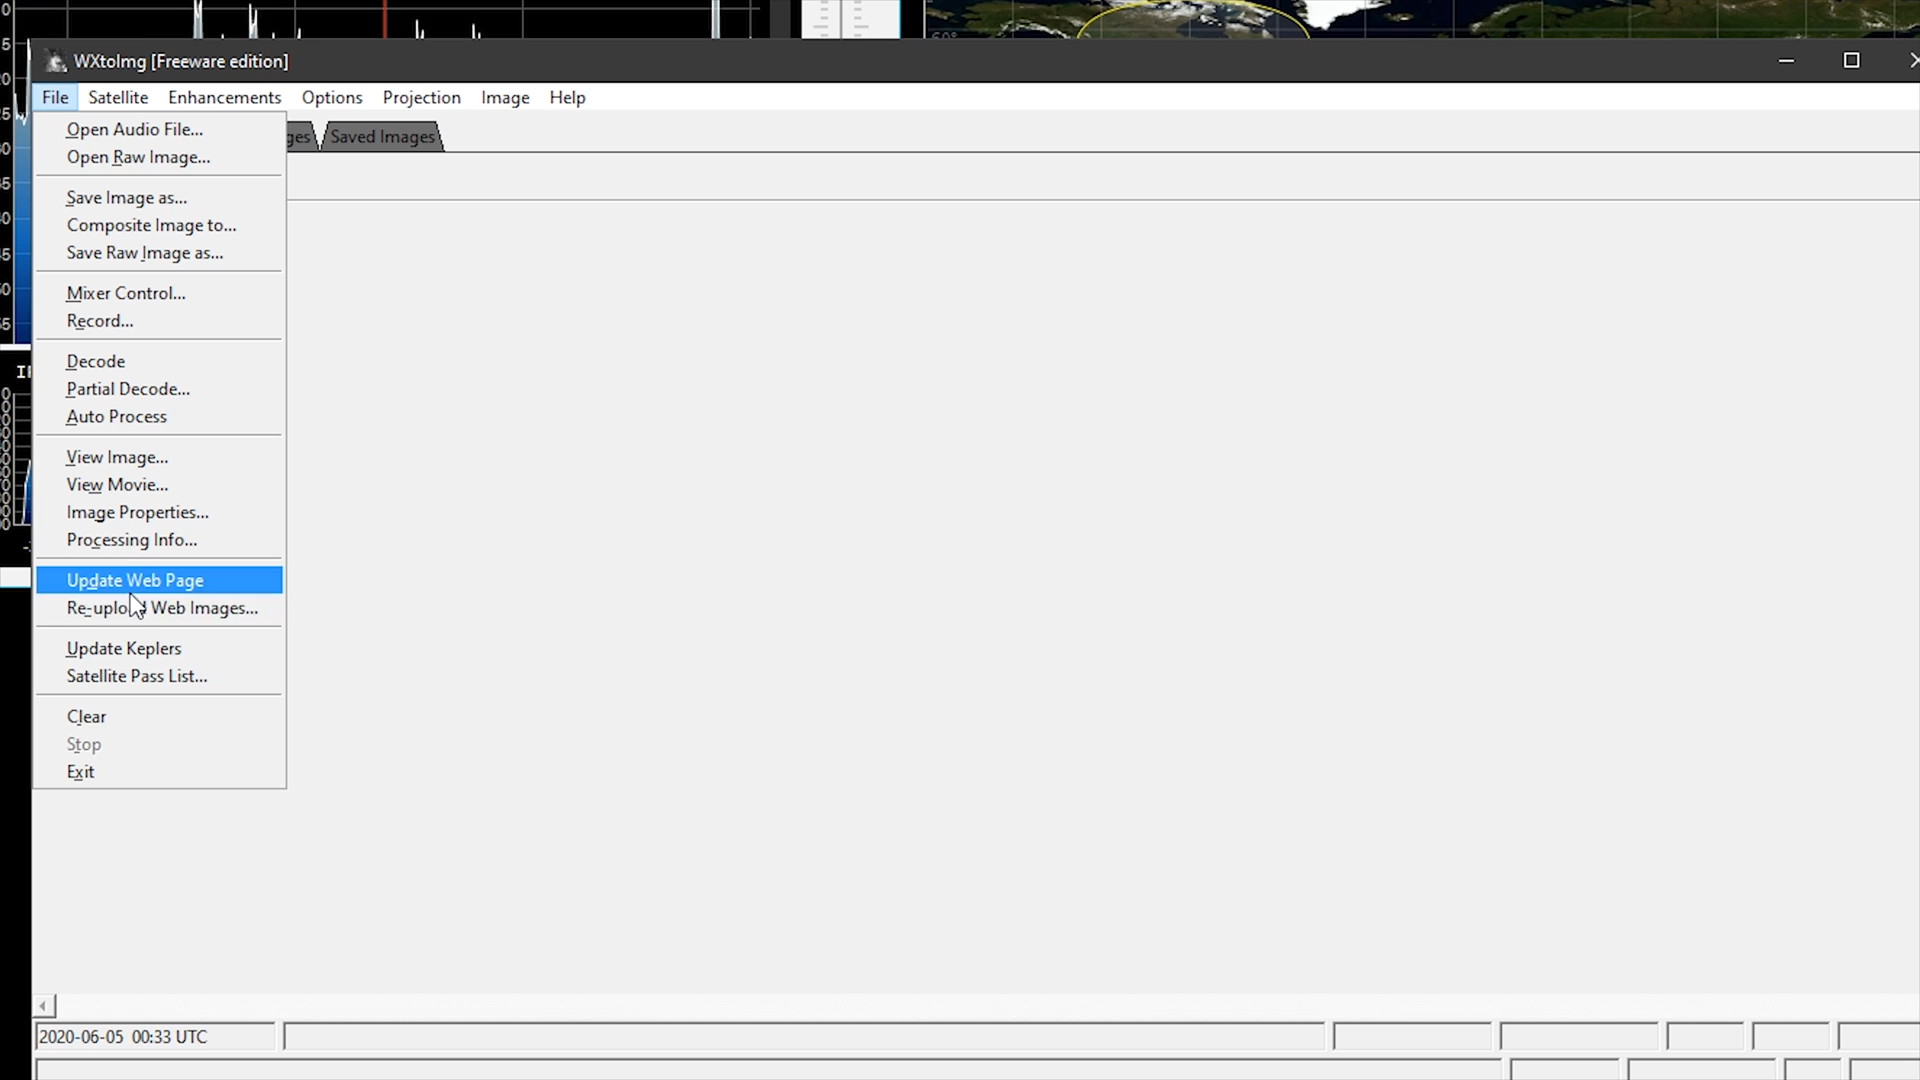 WXtoImg [Freeware edition]
File Satellite Enhancements Options Projection Image Help
Open Audio File...
ges Saved Images
Open Raw Image...
Save Image as...
Composite Image to...
Save Raw Image as...
Mixer Control...
Record...
Decode
Partial Decode...
Auto Process
View Image...
View Movie...
Image Properties...
Processing Info...
Update Web Page
Re-upload Web Images...
Update Keplers
Satellite Pass List...
Clear
Stop
Exit
2020-06-05 00:33 UTC